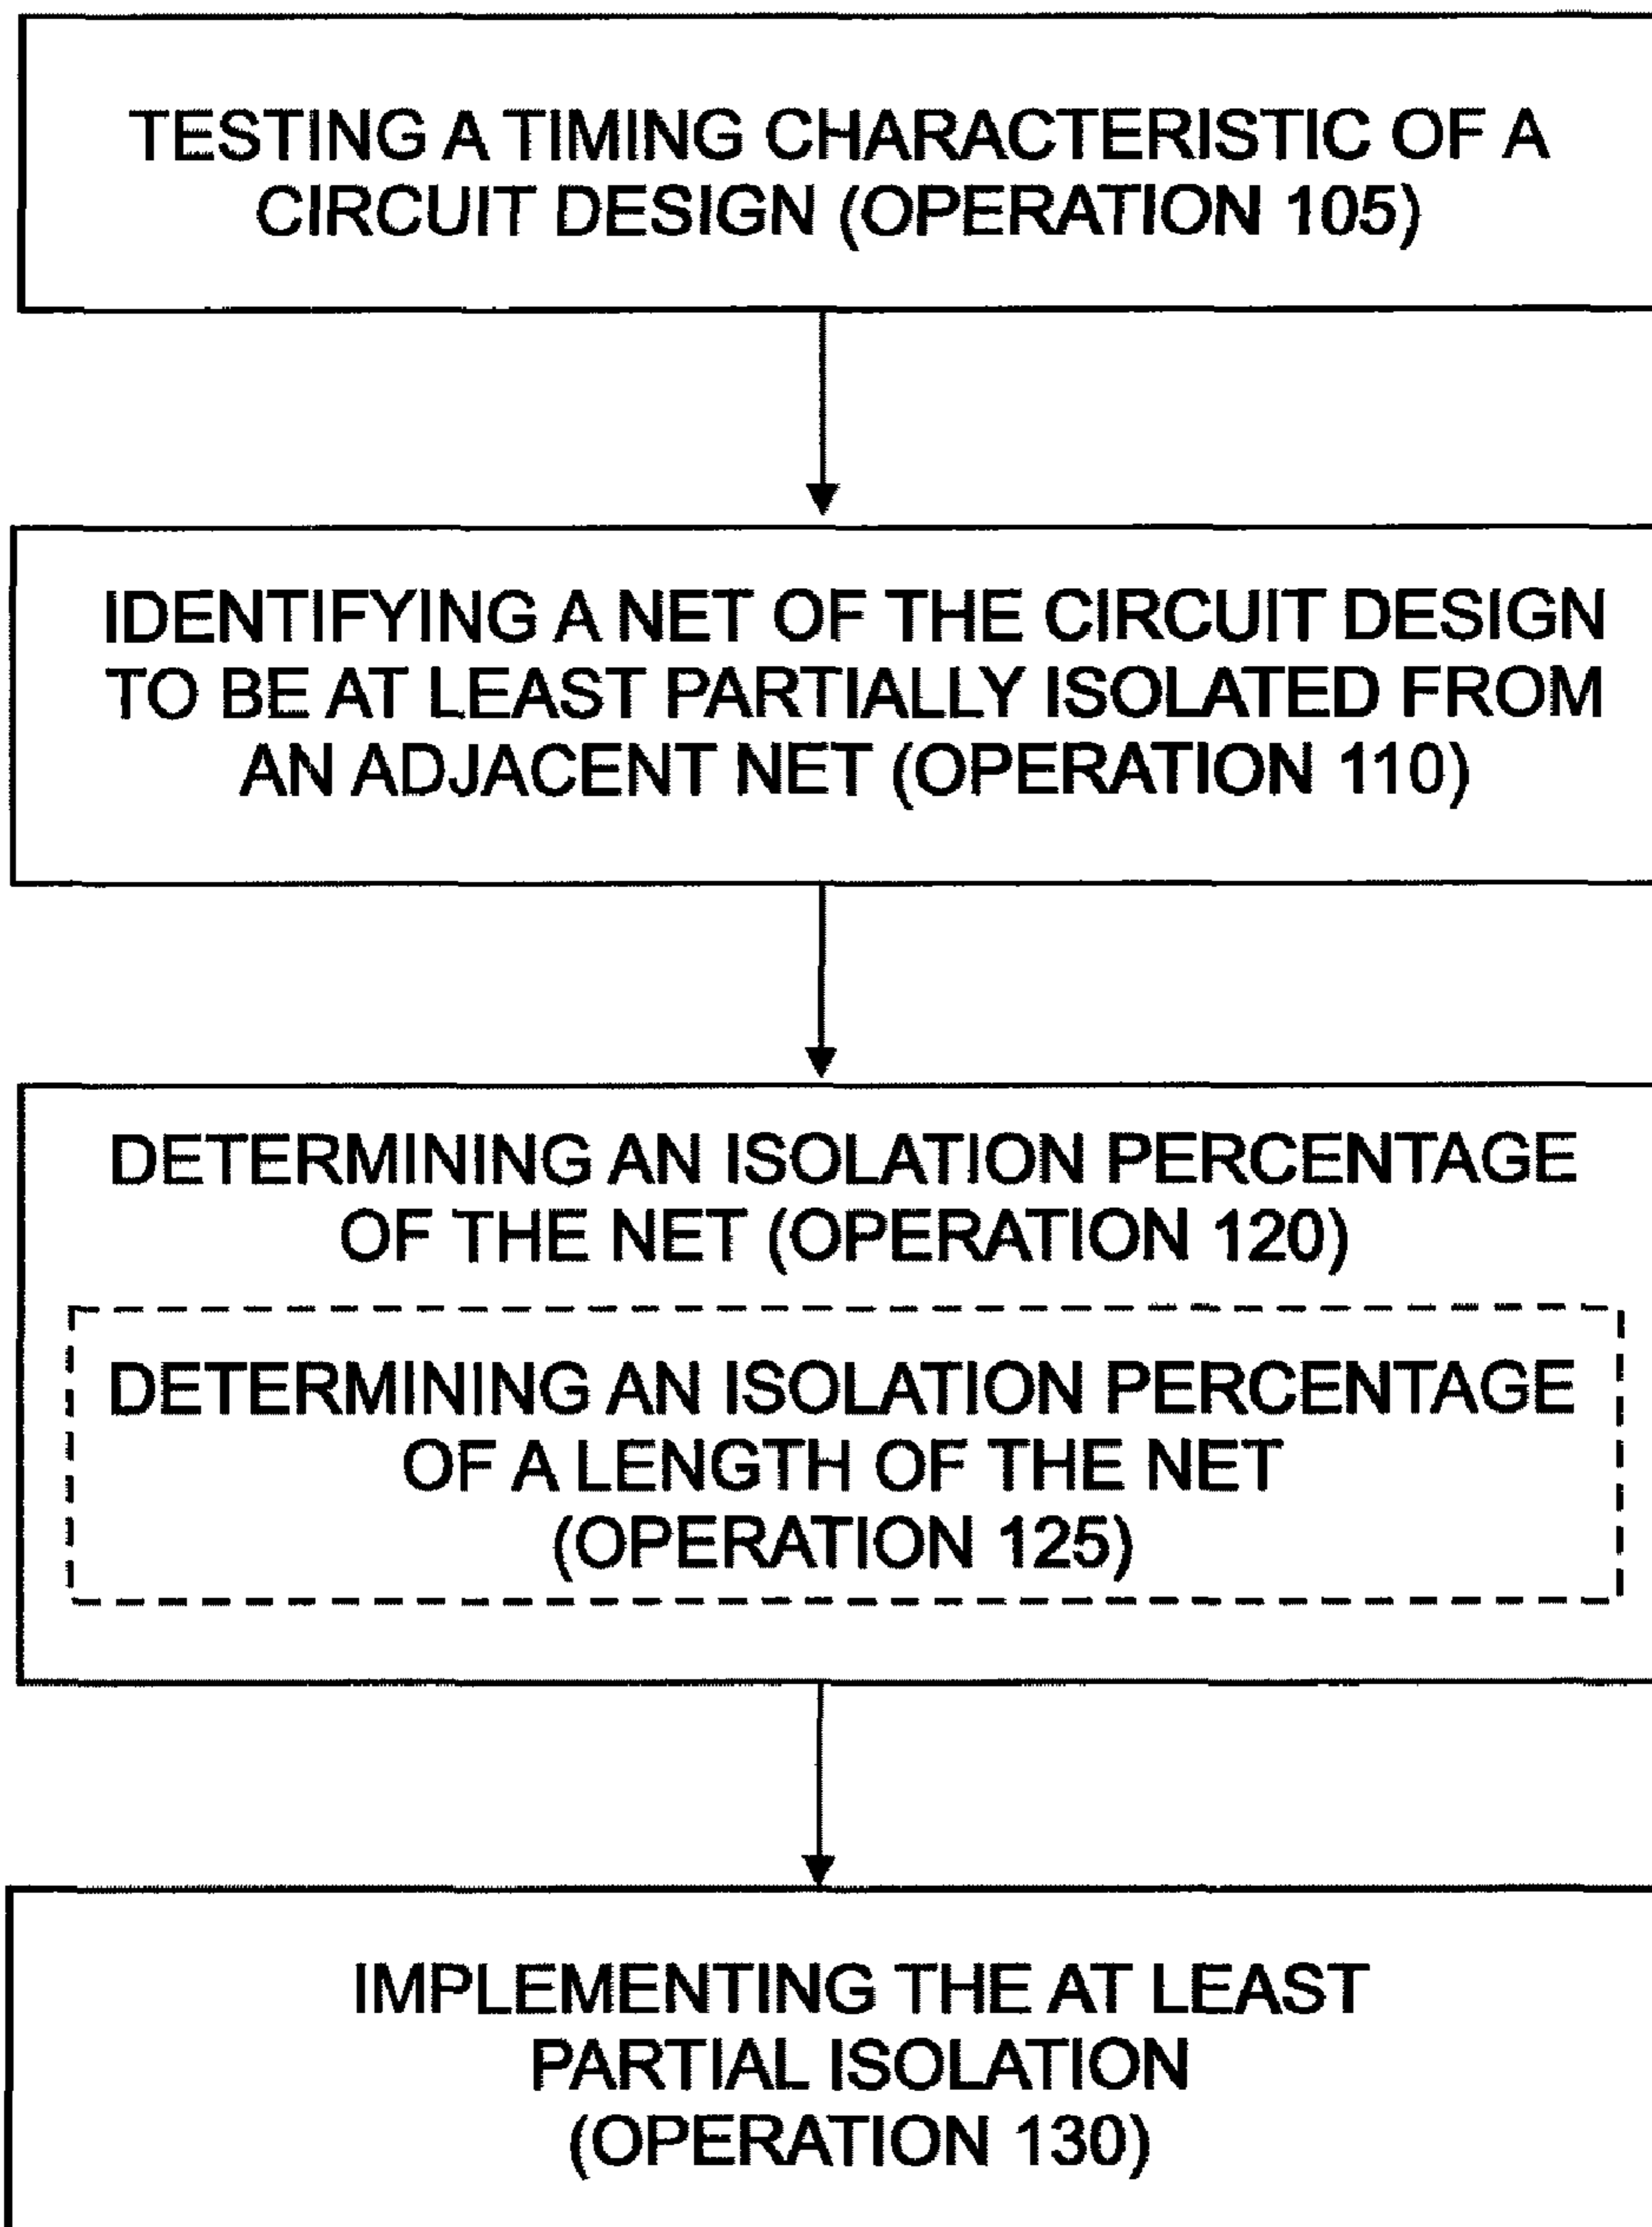 TESTING A TIMING CHARACTERISTIC OF A
CIRCUIT DESIGN (OPERATION 105)
IDENTIFYING A NET OF THE CIRCUIT DESIGN
TO BE AT LEAST PARTIALLY ISOLATED FROM
AN ADJACENT NET (OPERATION 110)
DETERMINING AN ISOLATION PERCENTAGE
OF THE NET (OPERATION 120)
DETERMINING AN ISOLATION PERCENTAGE
OF A LENGTH OF THE NET
(OPERATION 125)
IMPLEMENTING THE AT LEAST
PARTIAL ISOLATION
(OPERATION 130)